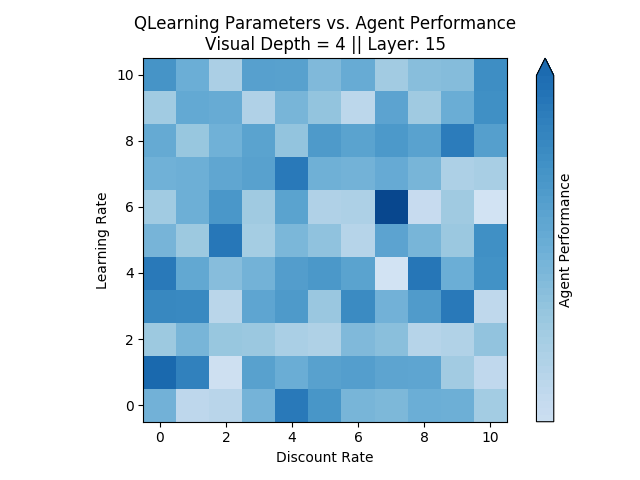 QLearning Parameters vs. Agent Performance
Visual Depth = 4 || Layer: 15
10
8
6
4
2
0
Learning Rate
0 2 4 6 8 10
Discount Rate
Agent Performance